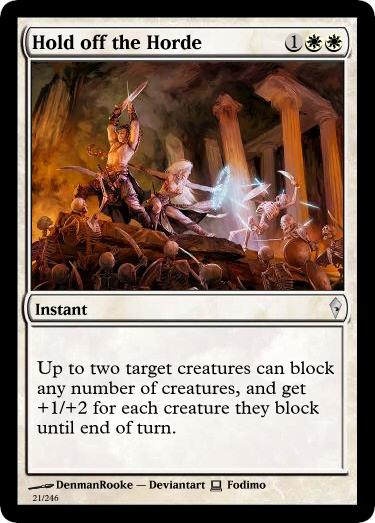 Hold off the Horde 1
Instant
Up to two target creatures can block
any number of creatures, and get
+1/+2 for each creature they block
until end of turn.
DenmanRooke — Deviantart Fodimo
21/246